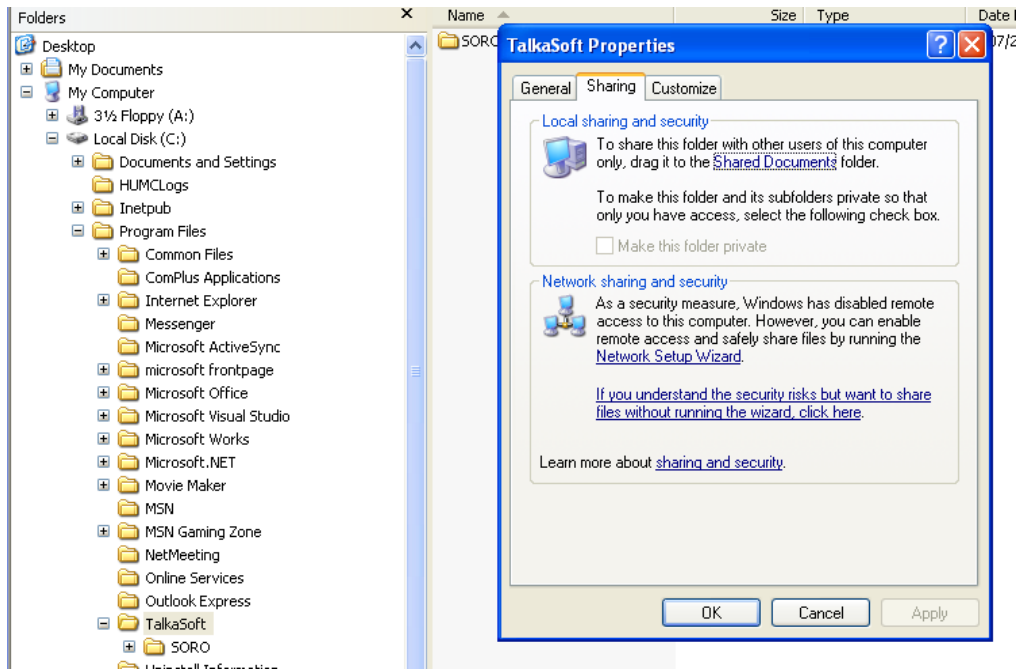 Folders
Name
Size
Type
Date
Desktop
My Documents
My Computer
3½ Floppy (A:)
Local Disk (C:)
Documents and Settings
HUMCLogs
Inetpub
Program Files
Common Files
ComPlus Applications
Internet Explorer
Messenger
Microsoft ActiveSync
microsoft frontpage
Microsoft Office
Microsoft Visual Studio
Microsoft Works
Microsoft.NET
Movie Maker
MSN
MSN Gaming Zone
NetMeeting
Online Services
Outlook Express
TalkaSoft
SORO
Uninstall Information
SORO
07/2
TalkaSoft Properties
General
Sharing
Customize
Local sharing and security
To share this folder with other users of this computer
only, drag it to the Shared Documents folder.
To make this folder and its subfolders private so that
only you have access, select the following check box.
Make this folder private
Network sharing and security
As a security measure, Windows has disabled remote
access to this computer. However, you can enable
remote access and safely share files by running the
Network Setup Wizard.
If you understand the security risks but want to share
files without running the wizard, click here.
Learn more about sharing and security.
OK
Cancel
Apply